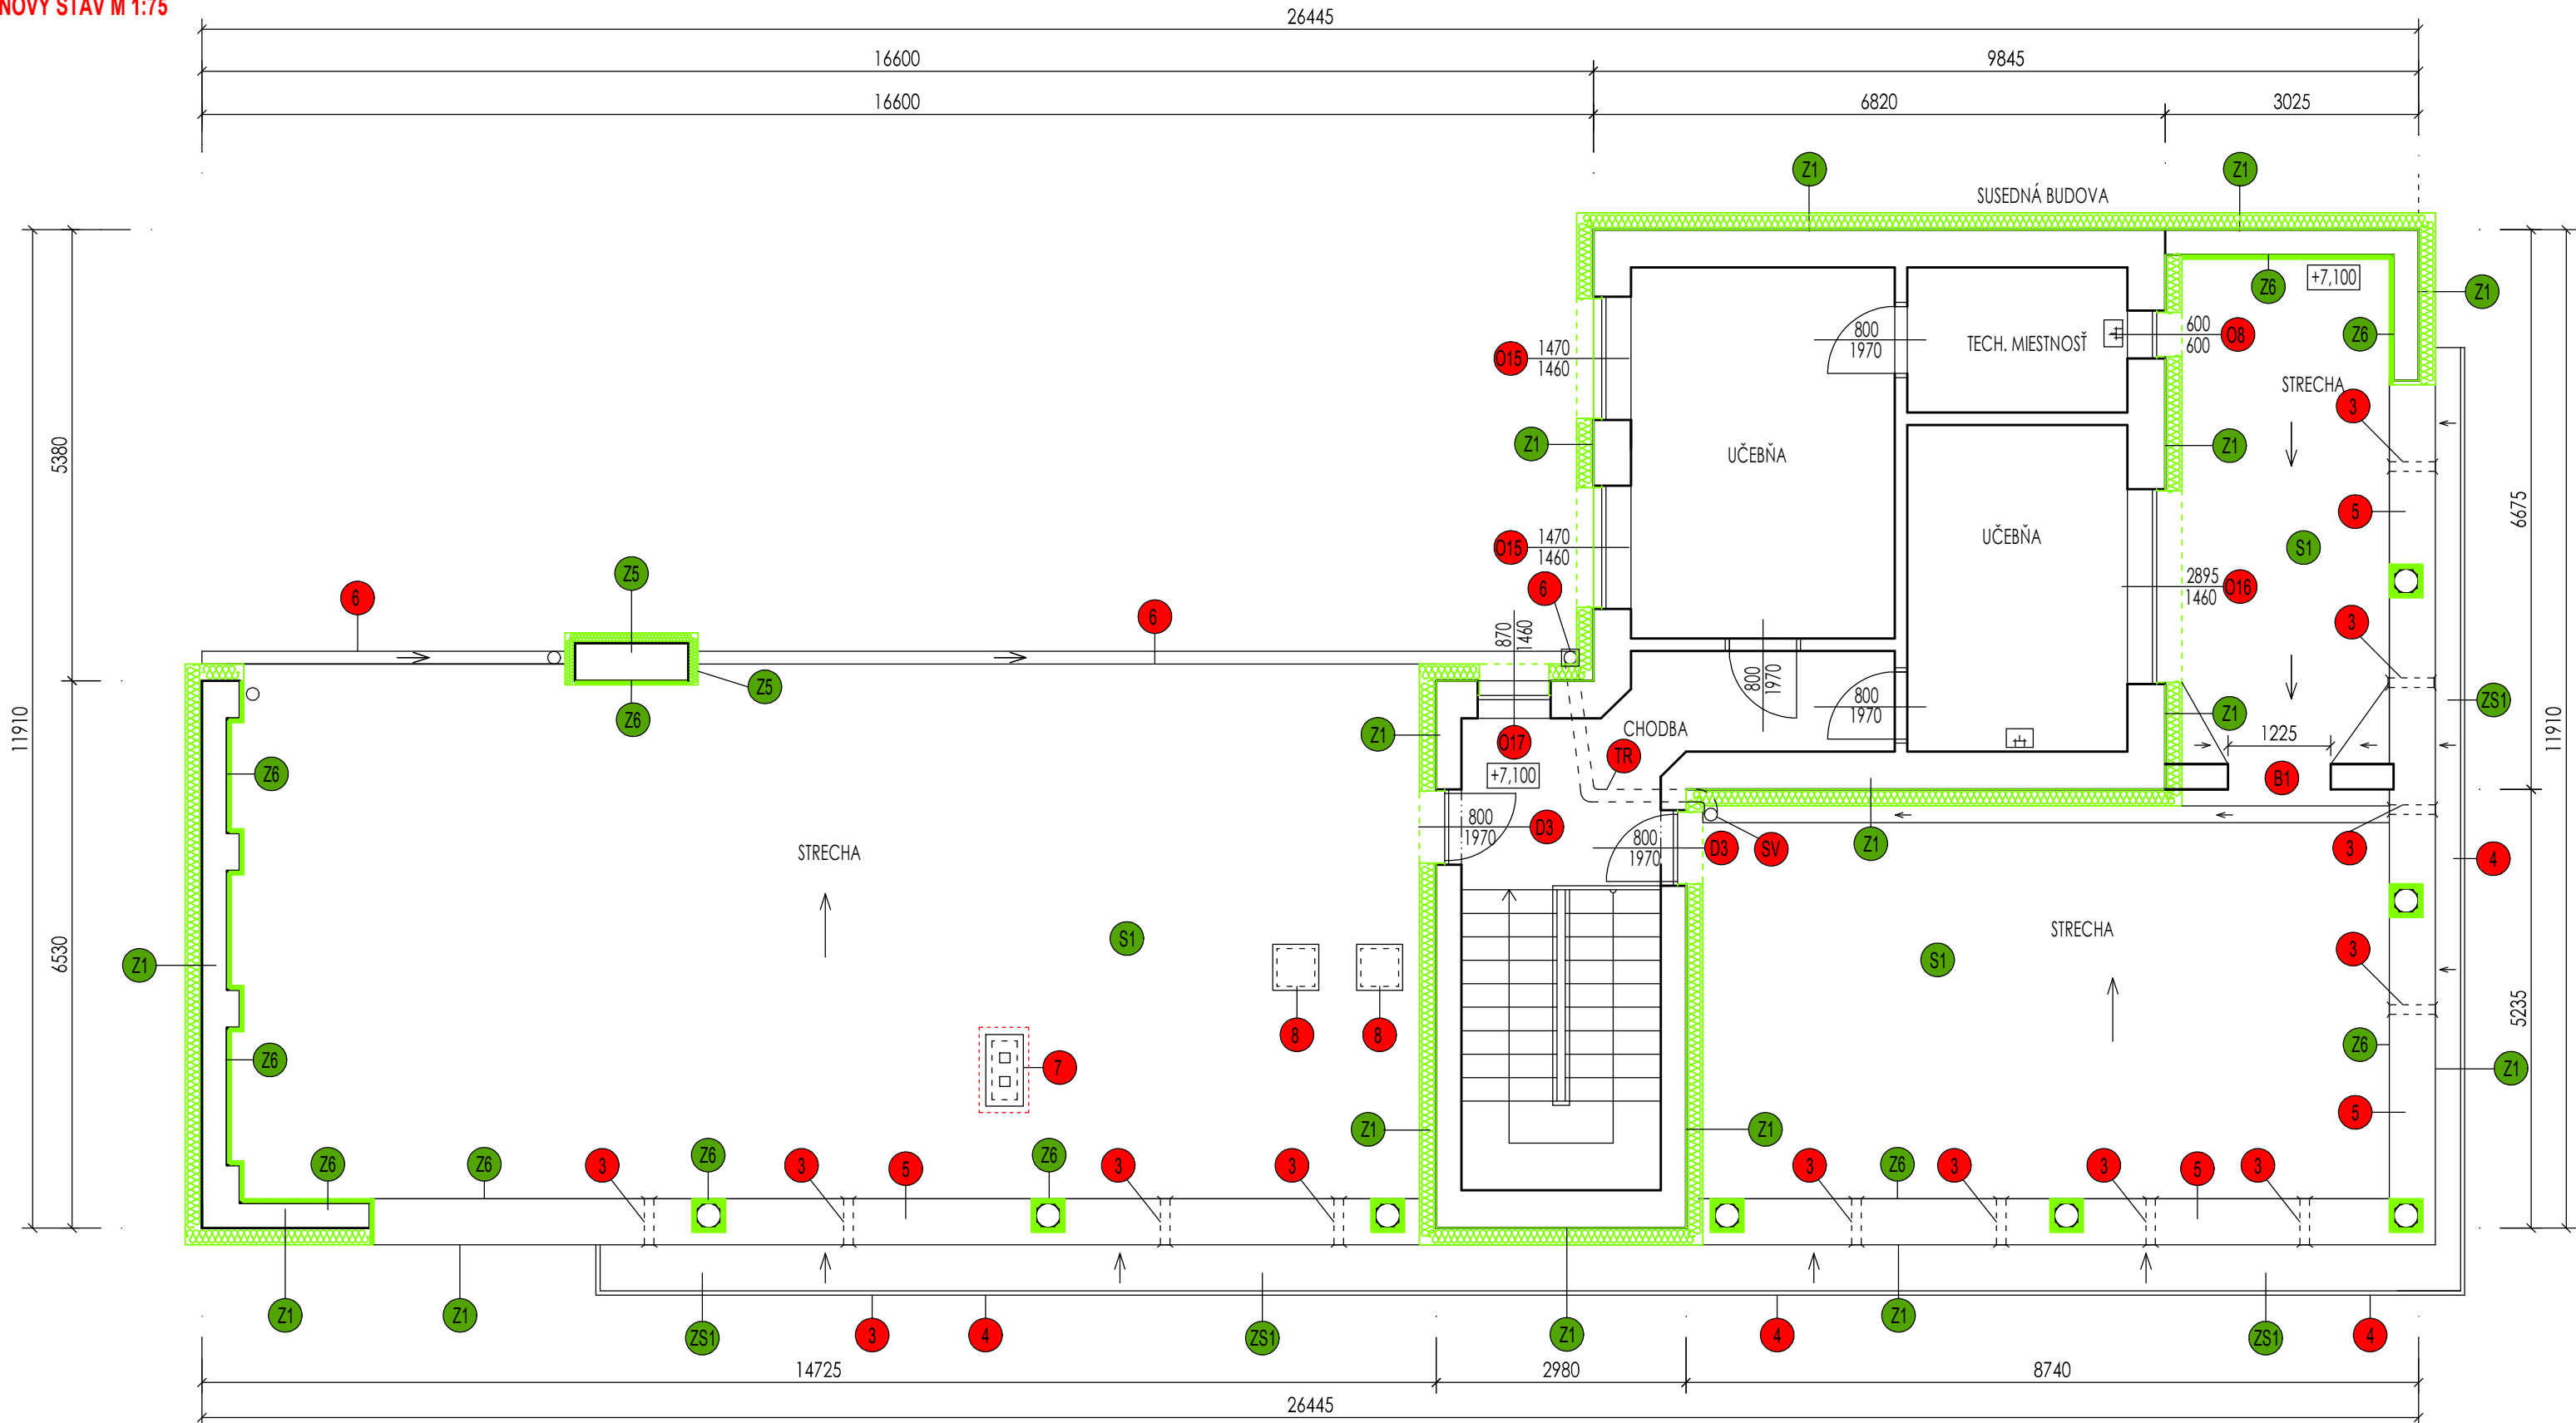 NOVÝ STAV M 1:75
26445
16600
9845
16600
6820
3025
Z1
Z1
SUSEDNÁ BUDOVA
+7,100
Z6
Z1
O15
1470
1460
800
1970
TECH. MIESTNOSŤ
600
600
O8
Z6
STRECHA
3
5380
Z1
UČEBŇA
Z1
6675
5
O15
1470
1460
UČEBŇA
S1
Z5
6
6
6
2895
1460
O16
3
870
1460
Z5
Z6
800
1970
800
1970
ZS1
11910
Z1
O17
CHODBA
Z1
1225
11910
Z6
+7,100
TR
B1
STRECHA
800
1970
D3
800
1970
D3
SV
Z1
3
4
6530
Z1
S1
STRECHA
S1
3
5235
8
8
Z6
Z6
7
Z1
5
Z1
Z1
Z6
Z6
3
Z6
3
5
Z6
3
3
3
Z6
3
3
5
3
Z1
Z1
ZS1
3
4
ZS1
Z1
4
Z1
ZS1
4
14725
2980
8740
26445